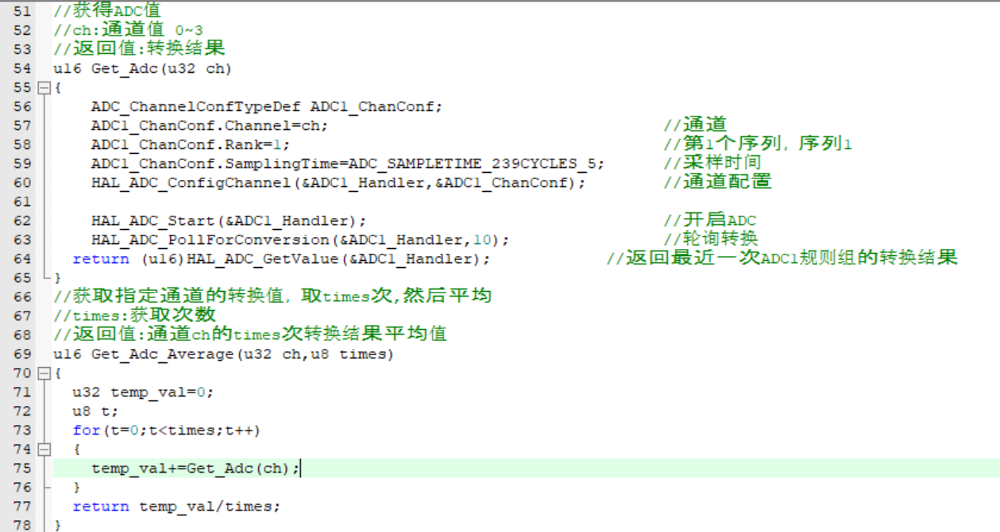 51 //获得ADC值
52 //ch:通道值 0~3
53 //返回值:转换结果
54 u16 Get_Adc(u32 ch)
55 {
56 ADC_ChannelConfTypeDef ADC1_ChanConf;
57 ADC1_ChanConf.Channel=ch; //通道
58 ADC1_ChanConf.Rank=1; //第1个序列, 序列1
59 ADC1_ChanConf.SamplingTime=ADC_SAMPLETIME_239CYCLES_5; //采样时间
60 HAL_ADC_ConfigChannel(&ADC1_Handler,&ADC1_ChanConf); //通道配置
61
62 HAL_ADC_Start(&ADC1_Handler); //开启ADC
63 HAL_ADC_PollForConversion(&ADC1_Handler,10); //轮询转换
64 return (u16)HAL_ADC_GetValue(&ADC1_Handler); //返回最近一次ADC1规则组的转换结果
65 }
66 //获取指定通道的转换值, 取times次,然后平均
67 //times:获取次数
68 //返回值:通道ch的times次转换结果平均值
69 u16 Get_Adc_Average(u32 ch,u8 times)
70 {
71 u32 temp_val=0;
72 u8 t;
73 for(t=0;t<times;t++)
74 {
75 temp_val+=Get_Adc(ch);
76 }
77 return temp_val/times;
78 }